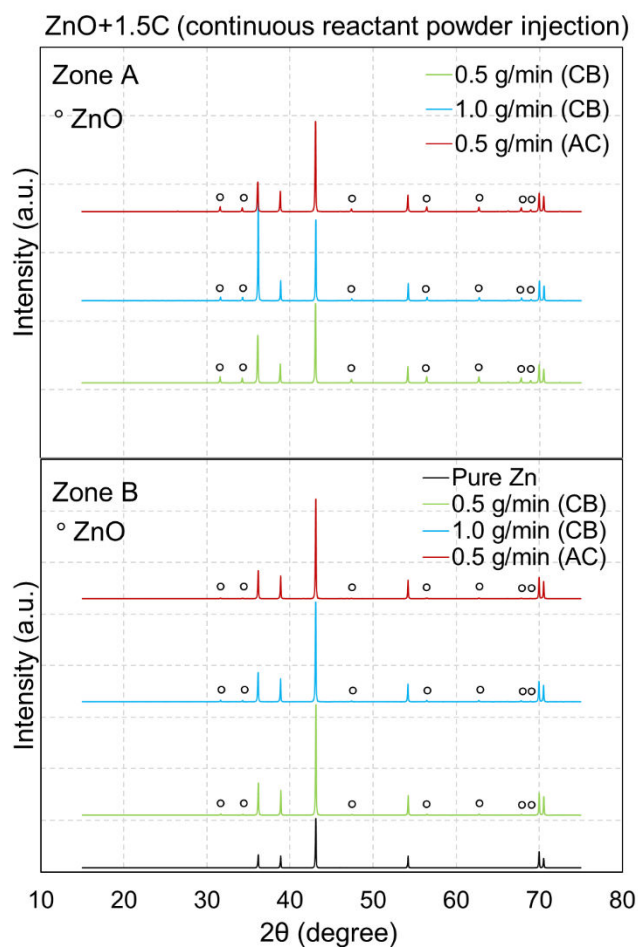 ZnO+1.5C (continuous reactant powder injection)
Zone A
° ZnO
0.5 g/min (CB)
1.0 g/min (CB)
0.5 g/min (AC)
Intensity (a.u.)
Zone B
° ZnO
Pure Zn
0.5 g/min (CB)
1.0 g/min (CB)
0.5 g/min (AC)
Intensity (a.u.)
10 20 30 40 50 60 70 80
2θ (degree)